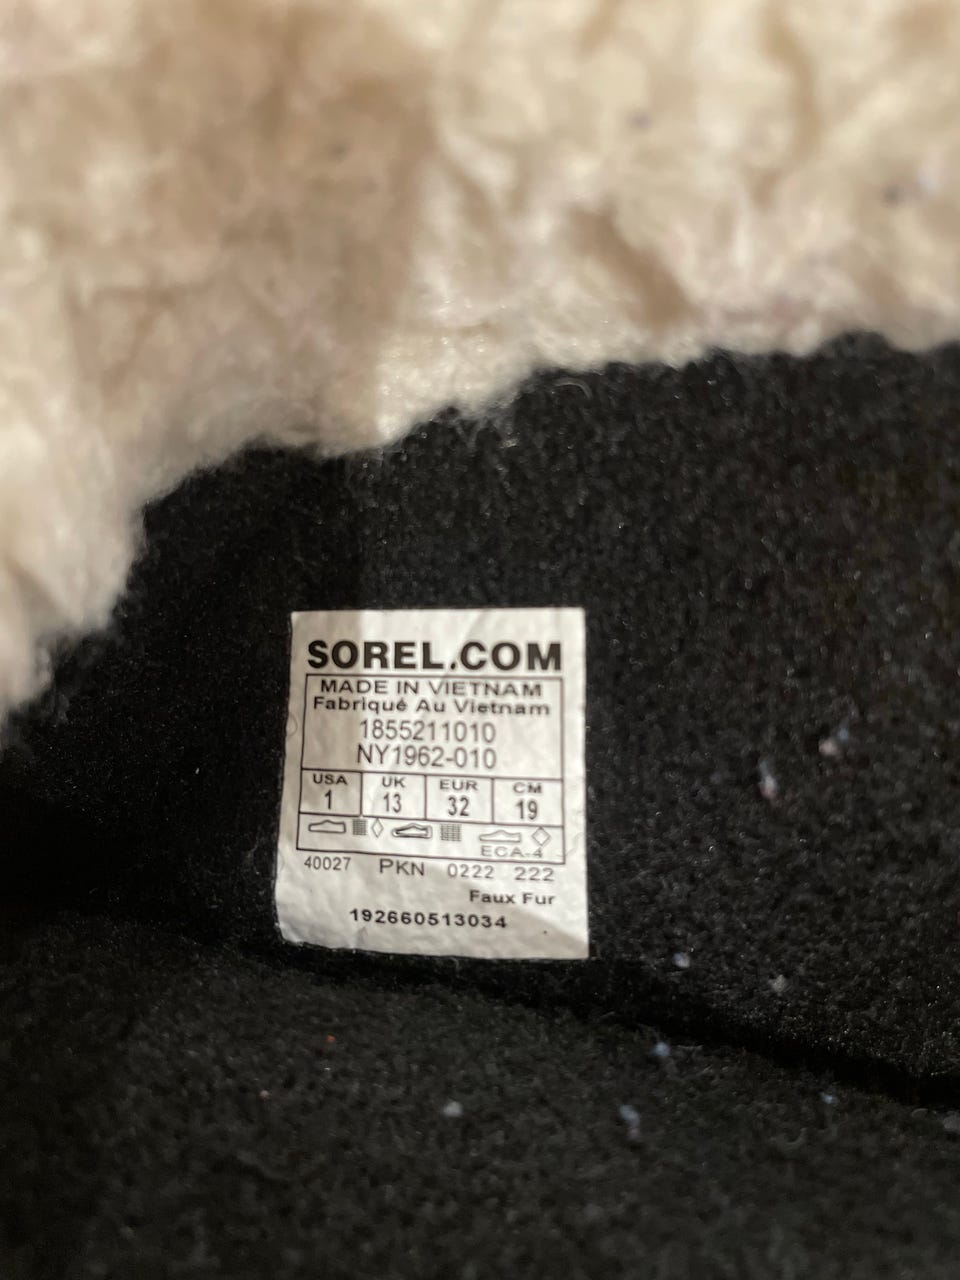 SOREL.COM
MADE IN VIETNAM
Fabriqué Au Vietnam
1855211010
NY1962-010
USA UK EUR CM
1 13 32 19
ECA-4
40027 PKN 0222 222
Faux Fur
192660513034